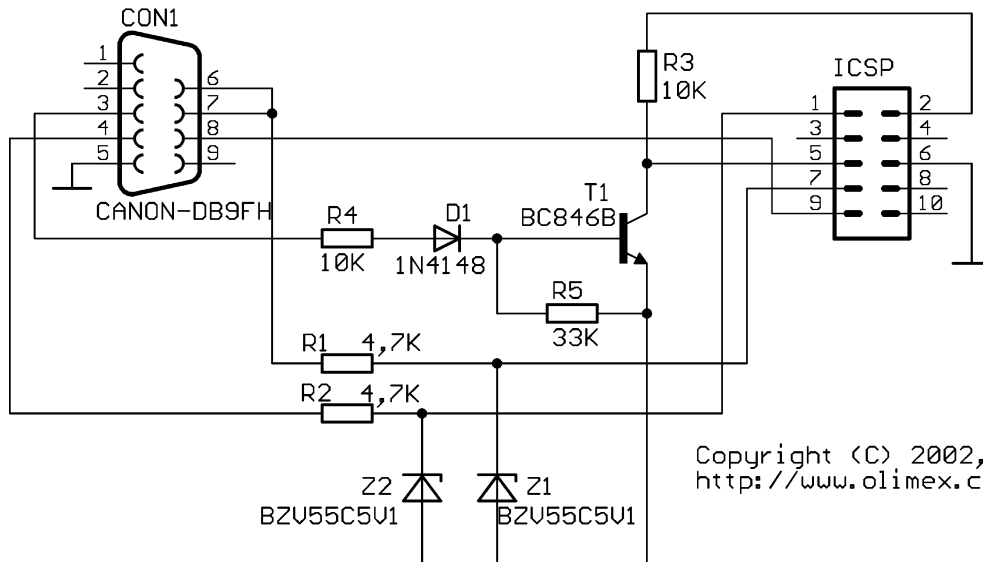 CON1
1
2
3
4
5
6
7
8
9
CANON-DB9FH
R3
10K
ICSP
1
3
5
7
9
2
4
6
8
10
T1
BC846B
R4
10K
D1
1N4148
R5
33K
R1 4,7K
R2 4,7K
Z2
BZV55C5V1
Z1
BZV55C5V1
Copyright (C) 2002,
http://www.olimex.c